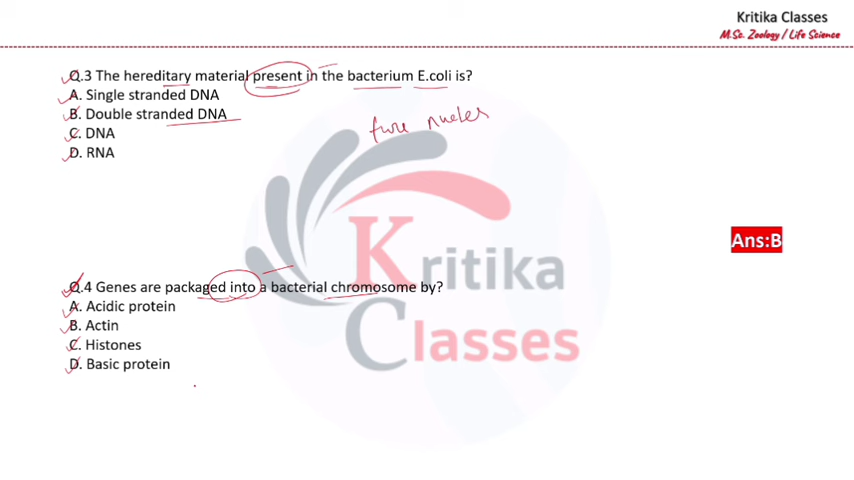 Kritika Classes
M.Sc. Zoology / Life Science
Q.3 The hereditary material present in the bacterium E.coli is?
A. Single stranded DNA
B. Double stranded DNA
C. DNA
D. RNA
Ans:B
Kritika
Classes
Q.4 Genes are packaged into a bacterial chromosome by?
A. Acidic protein
B. Actin
C. Histones
D. Basic protein